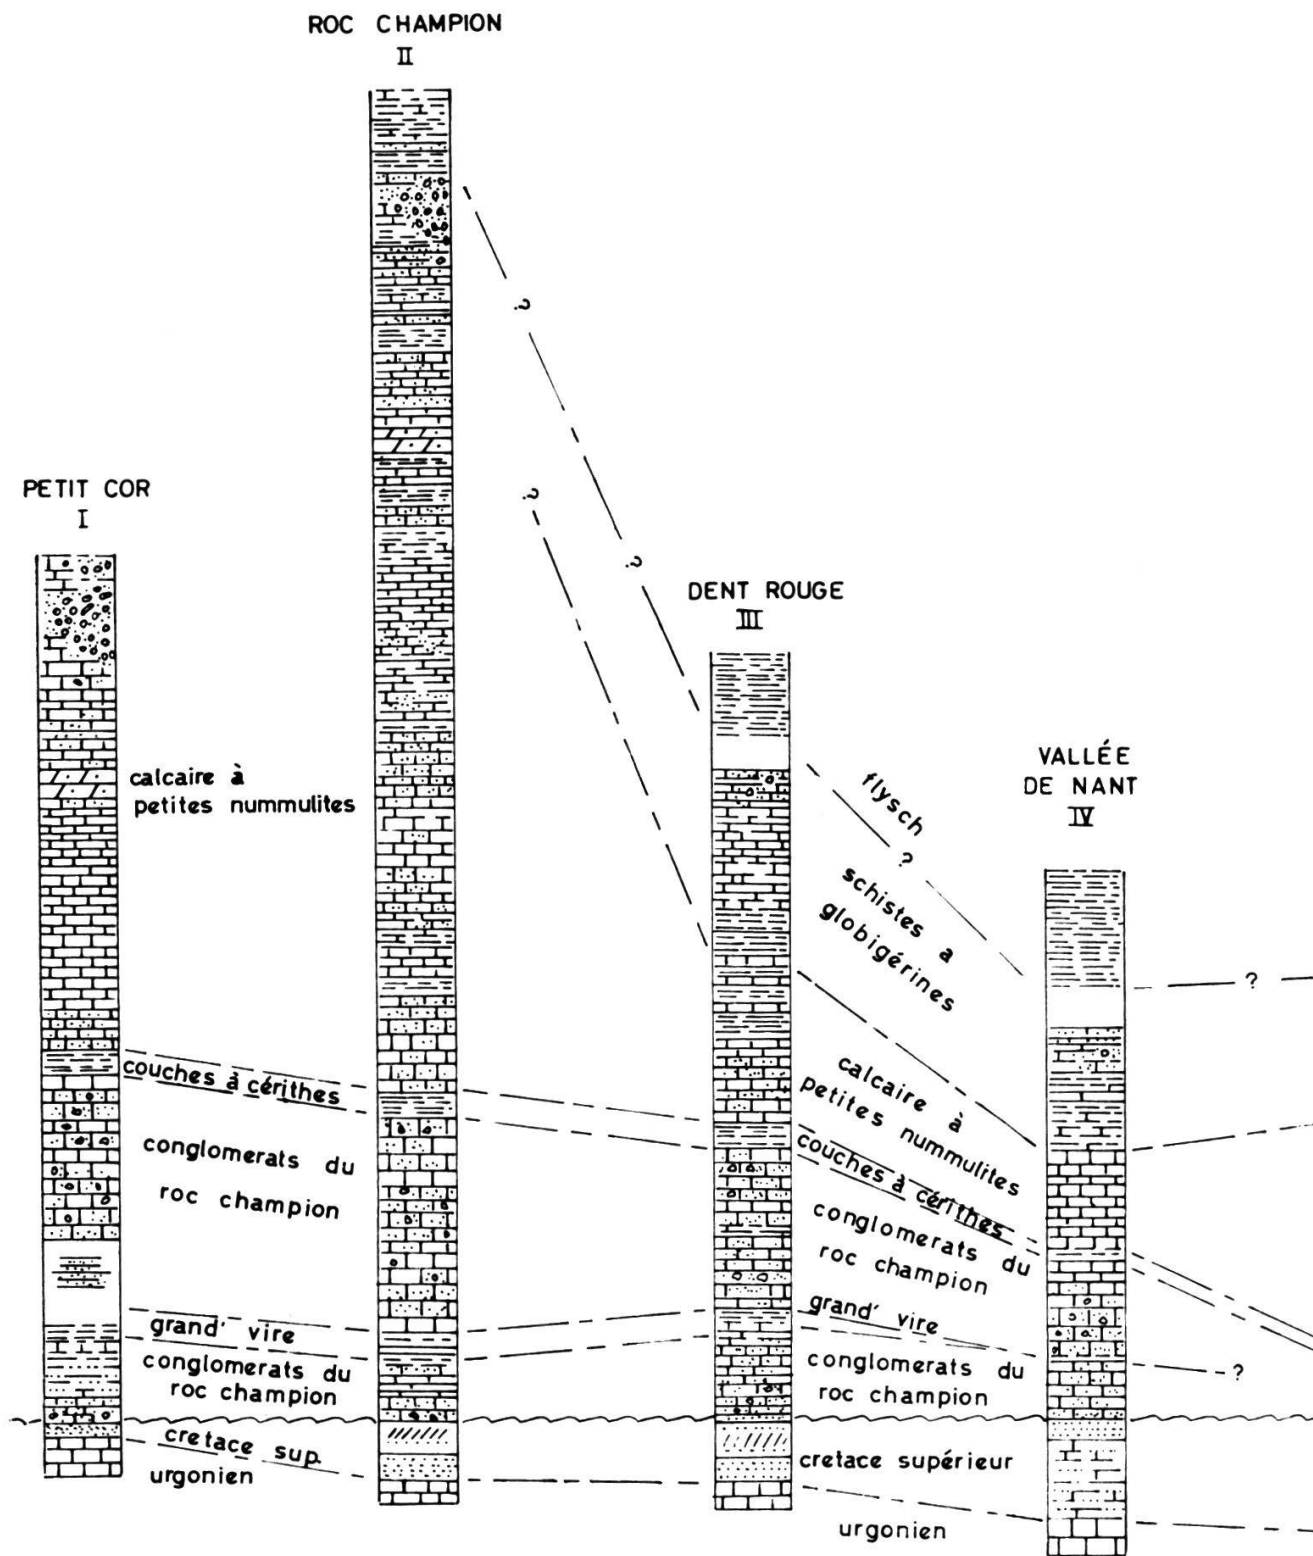 ROC CHAMPION
II
PETIT COR
I
DENT ROUGE
III
VALLÉE
DE NANT
IV
?
?
?
calcaire à
petites nummulites
flysch
?
schistes a
globigérines
?
couches à cérithes
calcaire à
petites nummulites
couches à cérithes
conglomerats du
roc champion
conglomerats du
roc champion
grand' vire
grand' vire
conglomerats du
roc champion
conglomerats du
roc champion
?
cretace sup.
urgonien
cretace supérieur
urgonien